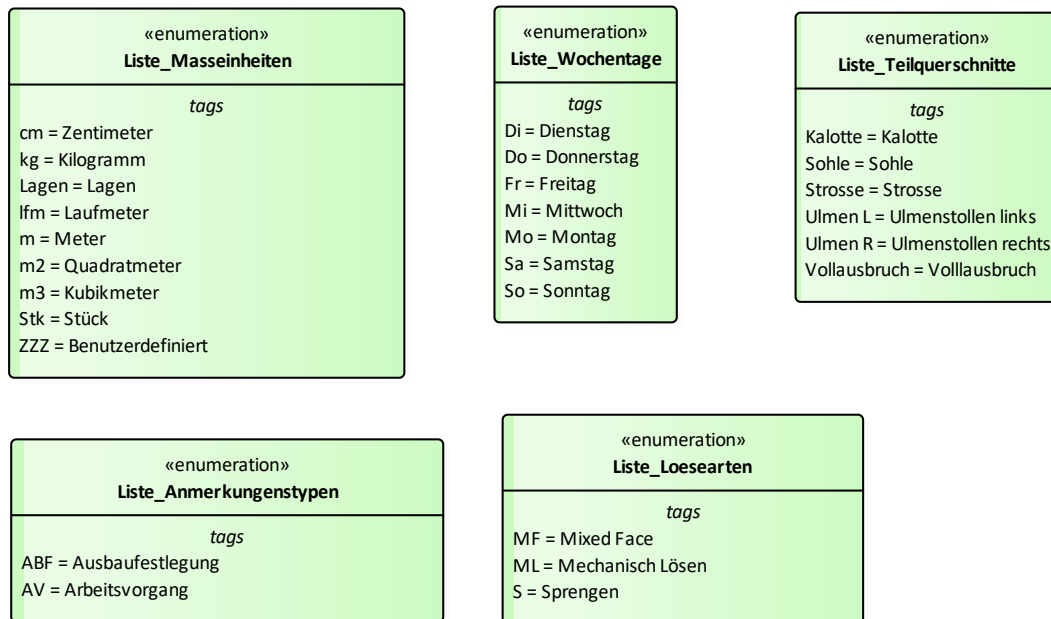 «enumeration»
Liste_Masseinheiten
tags
cm = Zentimeter
kg = Kilogramm
Lagen = Lagen
lfm = Laufmeter
m = Meter
m2 = Quadratmeter
m3 = Kubikmeter
Stk = Stück
ZZZ = Benutzerdefiniert
«enumeration»
Liste_Wochentage
tags
Di = Dienstag
Do = Donnerstag
Fr = Freitag
Mi = Mittwoch
Mo = Montag
Sa = Samstag
So = Sonntag
«enumeration»
Liste_Teilquerschnitte
tags
Kalotte = Kalotte
Sohle = Sohle
Strosse = Strosse
Ulmen L = Ulmenstollen links
Ulmen R = Ulmenstollen rechts
Vollausbruch = Volllausbruch
«enumeration»
Liste_Anmerkungenstypen
tags
ABF = Ausbaufestlegung
AV = Arbeitsvorgang
«enumeration»
Liste_Loesearten
tags
MF = Mixed Face
ML = Mechanisch Lösen
S = Sprengen